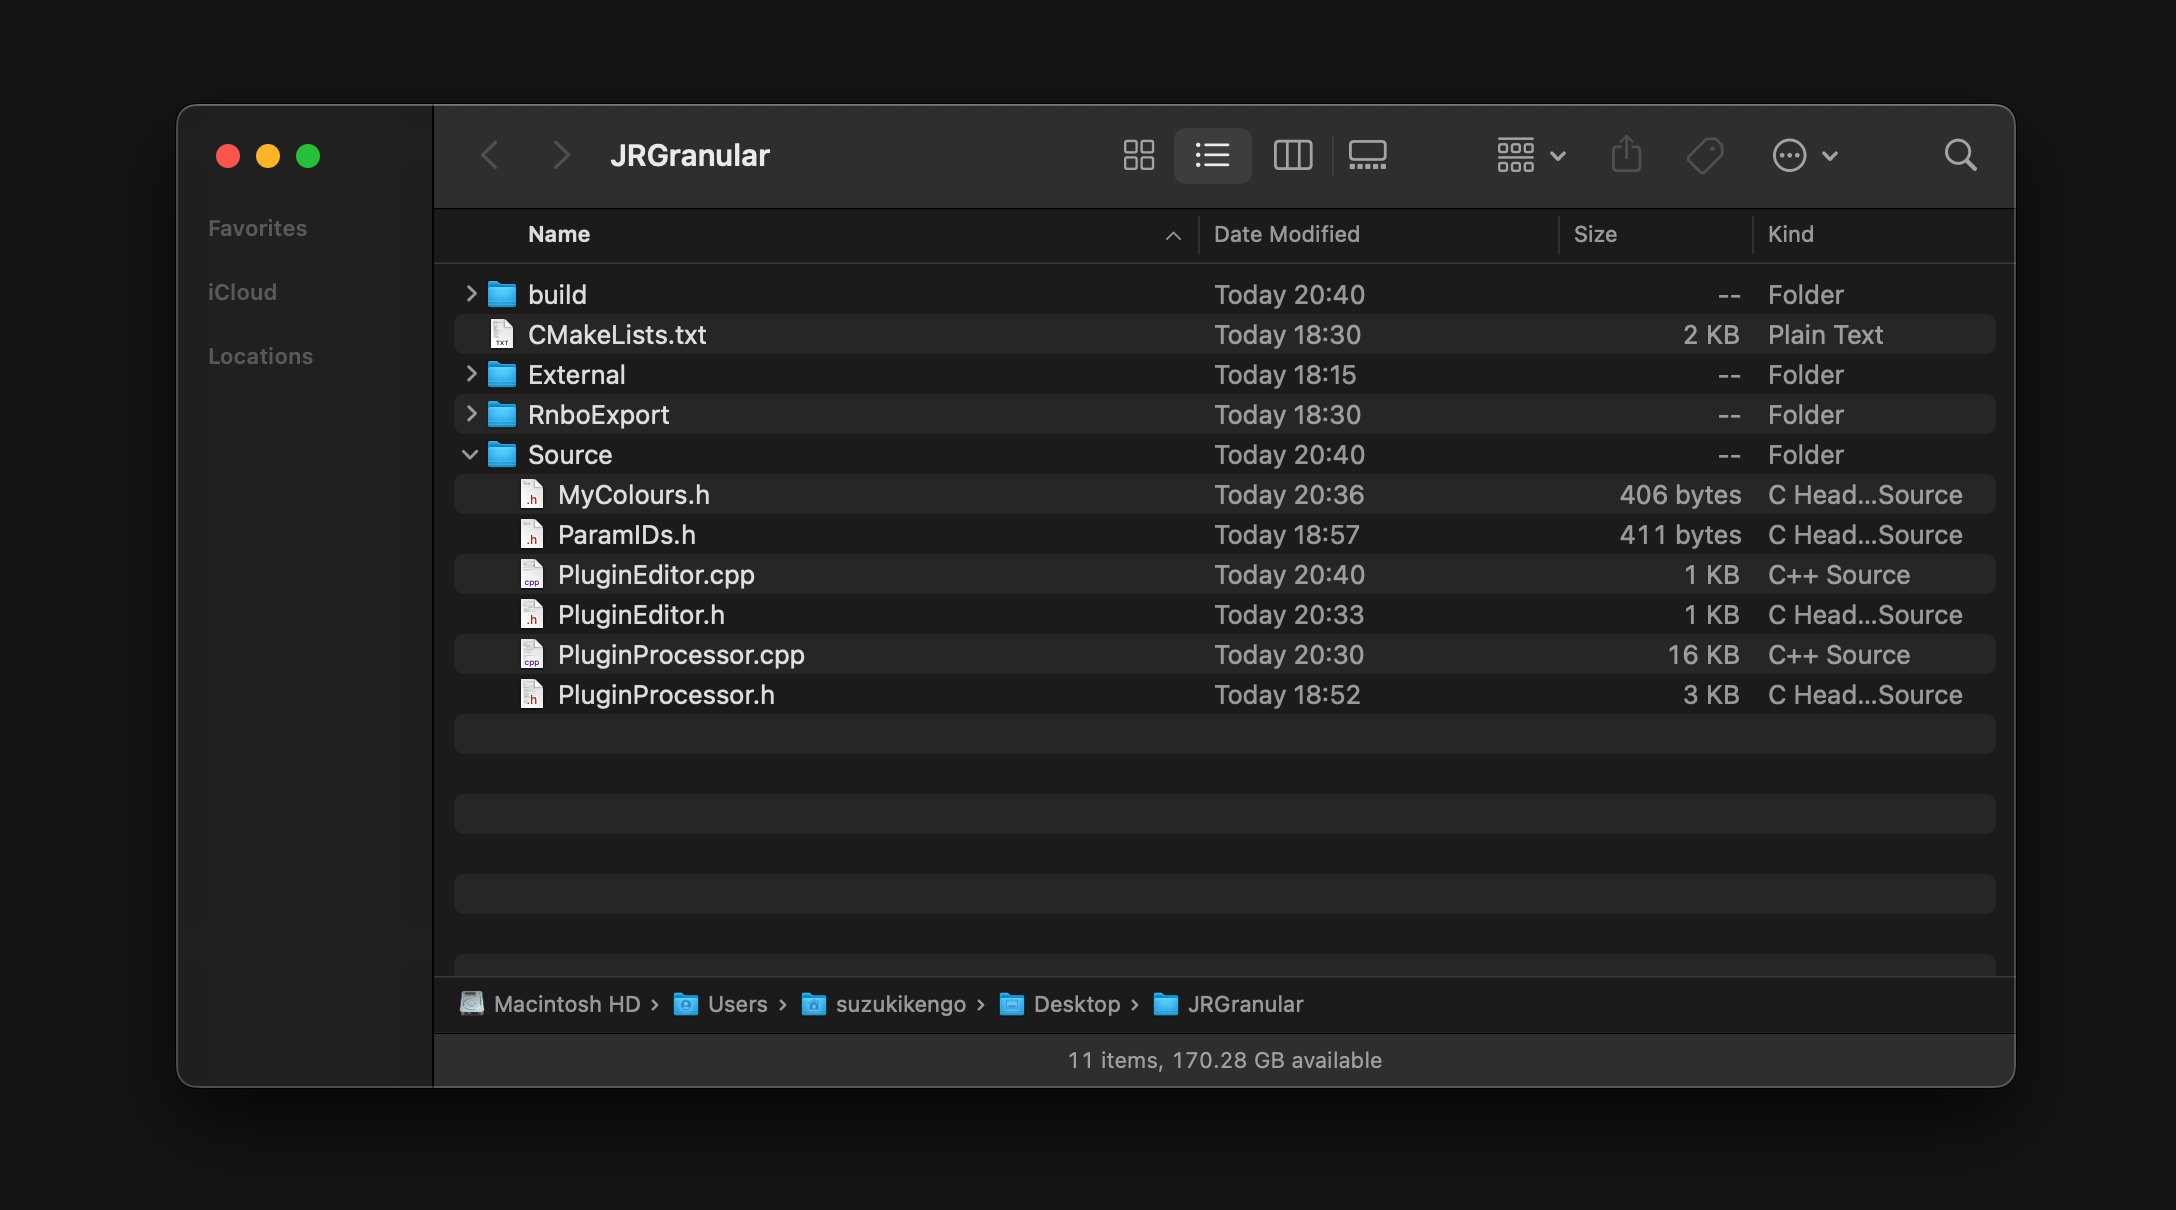 JRGranular
Favorites
iCloud
Locations
Name Date Modified Size Kind
build Today 20:40 -- Folder
CMakeLists.txt Today 18:30 2 KB Plain Text
External Today 18:15 -- Folder
RnboExport Today 18:30 -- Folder
Source Today 20:40 -- Folder
MyColours.h Today 20:36 406 bytes C Head...Source
ParamIDs.h Today 18:57 411 bytes C Head...Source
PluginEditor.cpp Today 20:40 1 KB C++ Source
PluginEditor.h Today 20:33 1 KB C Head...Source
PluginProcessor.cpp Today 20:30 16 KB C++ Source
PluginProcessor.h Today 18:52 3 KB C Head...Source
Macintosh HD › Users › suzukikengo › Desktop › JRGranular
11 items, 170.28 GB available